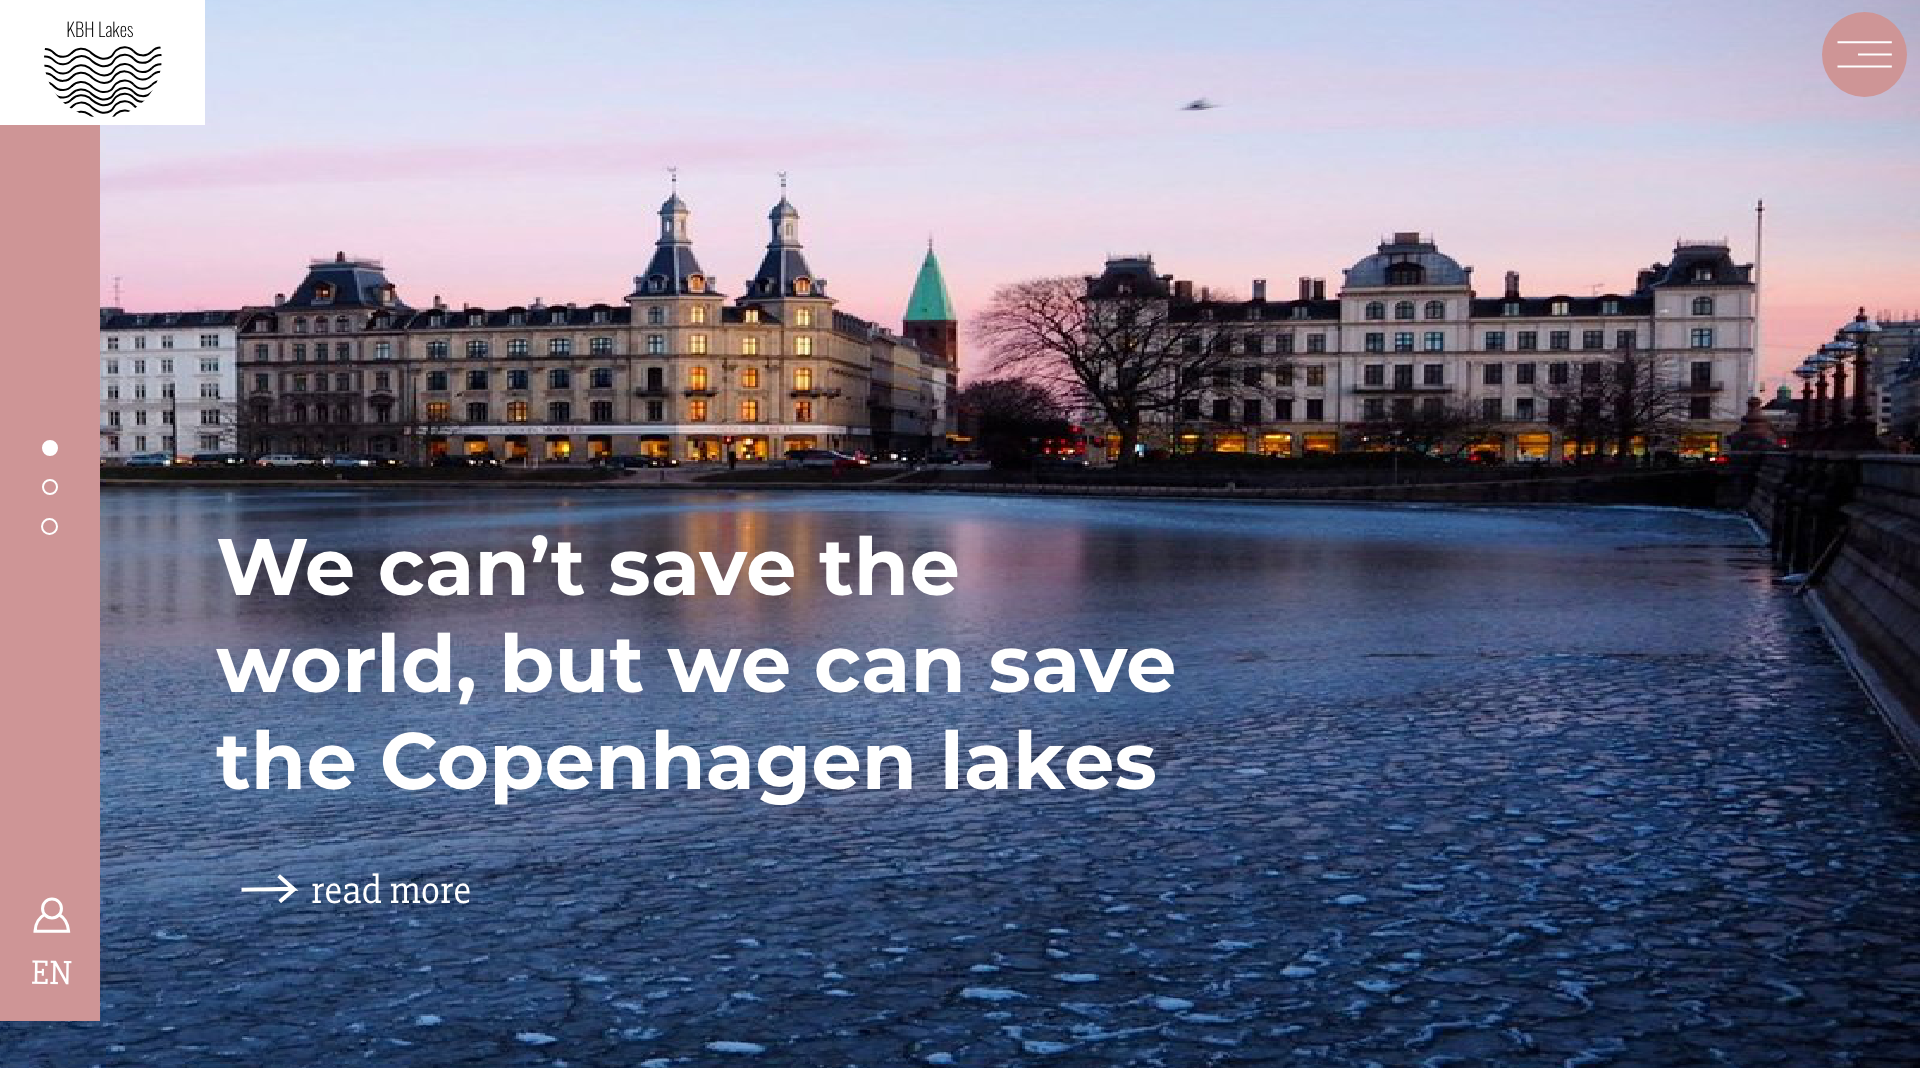 KBH Lakes
We can’t save the
world, but we can save
the Copenhagen lakes
read more
EN